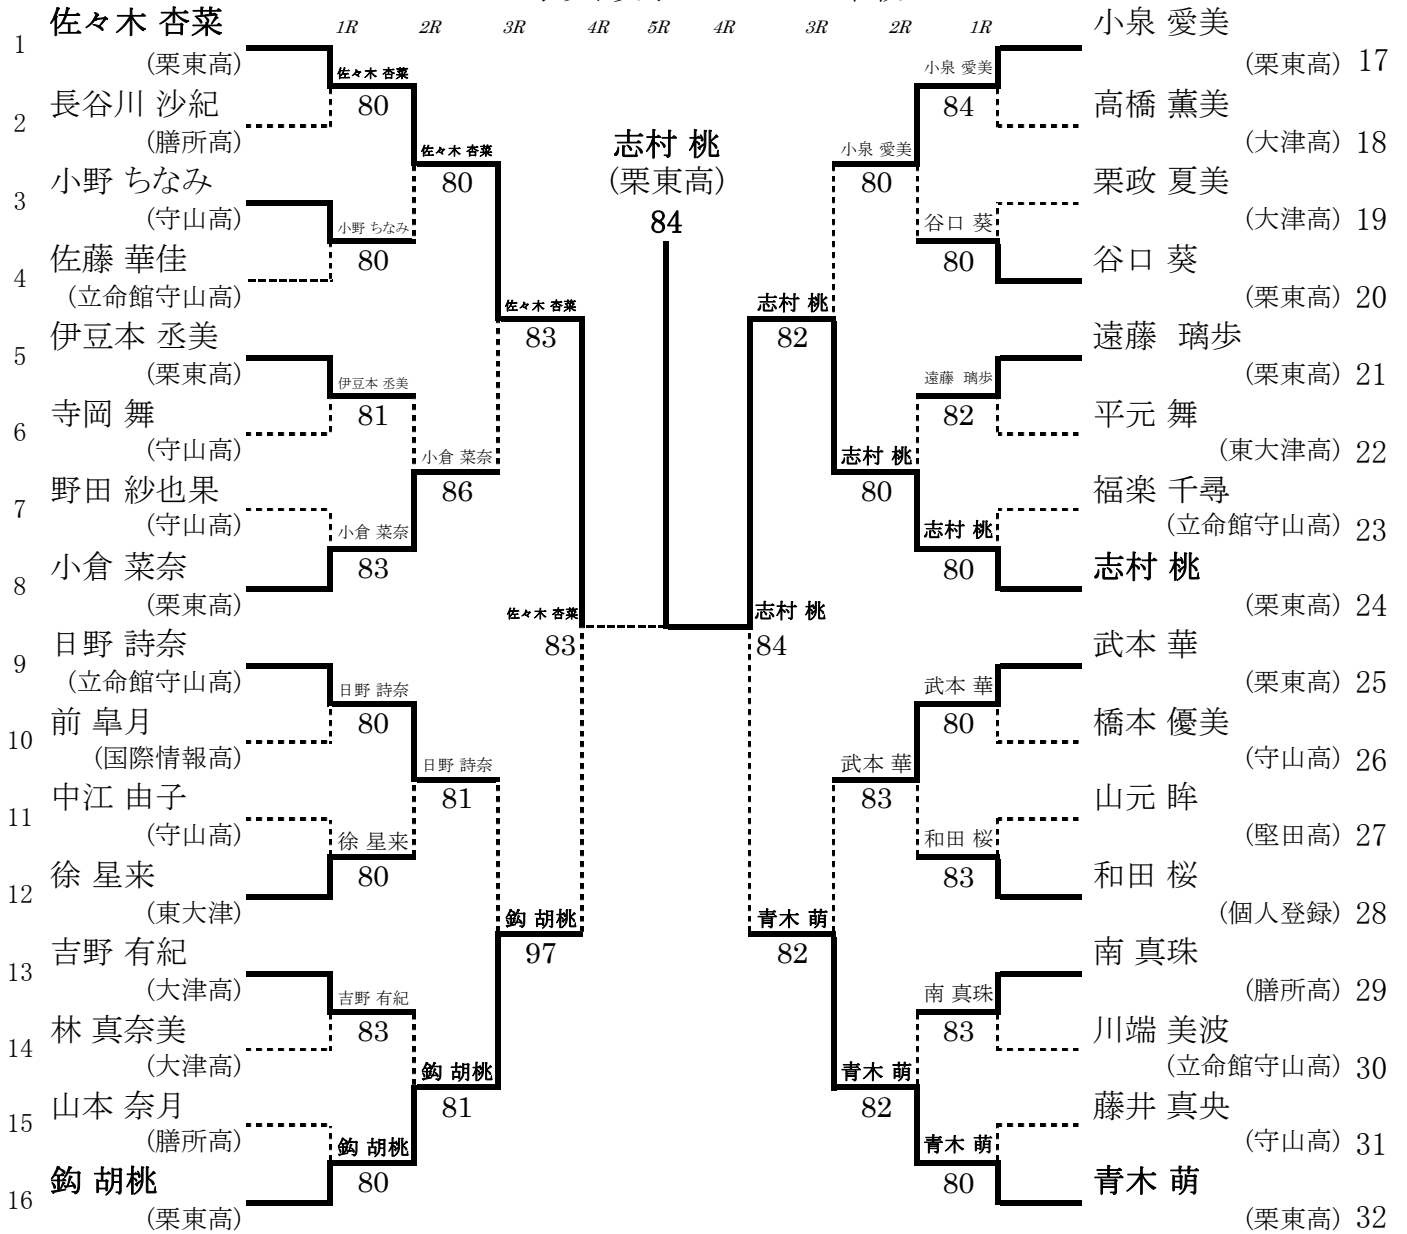 1R 2R 3R 4R 5R 4R 3R 2R 1R
1 佐々木 杏菜
(栗東高)
2 長谷川 沙紀
(膳所高)
3 小野 ちなみ
(守山高)
4 佐藤 華佳
(立命館守山高)
5 伊豆本 丞美
(栗東高)
6 寺岡 舞
(守山高)
7 野田 紗也果
(守山高)
8 小倉 菜奈
(栗東高)
9 日野 詩奈
(立命館守山高)
10 前 皐月
(国際情報高)
11 中江 由子
(守山高)
12 徐 星来
(東大津)
13 吉野 有紀
(大津高)
14 林 真奈美
(大津高)
15 山本 奈月
(膳所高)
16 鈎 胡桃
(栗東高)
佐々木 杏菜
80
小野 ちなみ
80
伊豆本 丞美
81
小倉 菜奈
83
日野 詩奈
80
徐 星来
80
吉野 有紀
83
鈎 胡桃
80
佐々木 杏菜
80
小倉 菜奈
86
日野 詩奈
81
鈎 胡桃
81
佐々木 杏菜
83
鈎 胡桃
97
佐々木 杏菜
83
志村 桃
(栗東高)
84
志村 桃
84
志村 桃
82
青木 萌
82
小泉 愛美
80
志村 桃
80
武本 華
83
青木 萌
82
小泉 愛美
84
谷口 葵
80
遠藤 璃歩
82
志村 桃
80
武本 華
80
和田 桜
83
南 真珠
83
青木 萌
80
小泉 愛美
(栗東高) 17
高橋 薫美
(大津高) 18
栗政 夏美
(大津高) 19
谷口 葵
(栗東高) 20
遠藤 璃歩
(栗東高) 21
平元 舞
(東大津高) 22
福楽 千尋
(立命館守山高) 23
志村 桃
(栗東高) 24
武本 華
(栗東高) 25
橋本 優美
(守山高) 26
山元 眸
(堅田高) 27
和田 桜
(個人登録) 28
南 真珠
(膳所高) 29
川端 美波
(立命館守山高) 30
藤井 真央
(守山高) 31
青木 萌
(栗東高) 32